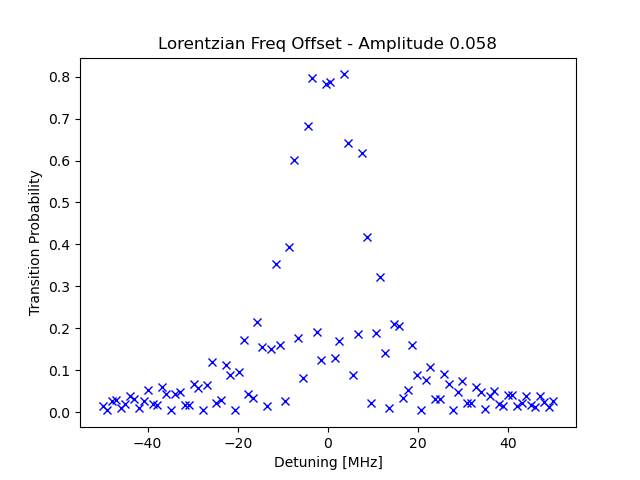 Lorentzian Freq Offset - Amplitude 0.058
Transition Probability
0.8
0.7
0.6
0.5
0.4
0.3
0.2
0.1
0.0
−40 −20 0 20 40
Detuning [MHz]